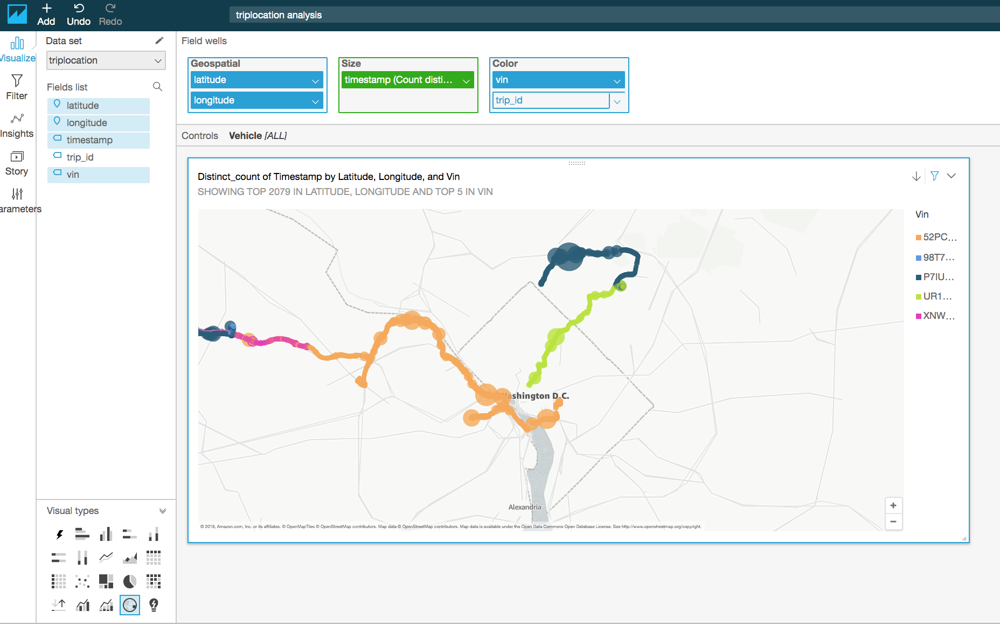 Add
Undo
Redo
triplocation analysis
Visualize
Filter
Insights
Story
arameters
Data set
triplocation
Fields list
latitude
longitude
timestamp
trip_id
vin
Visual types
Field wells
Geospatial
latitude
longitude
Size
timestamp (Count disti...
Color
vin
trip_id
Controls Vehicle [ALL]
Distinct_count of Timestamp by Latitude, Longitude, and Vin
SHOWING TOP 2079 IN LATITUDE, LONGITUDE AND TOP 5 IN VIN
Washington D.C.
Alexandria
© 2018, Amazon.com, Inc. or its affiliates. © OpenMapTiles © OpenStreetMap contributors. Map data © OpenStreetMap contributors. Map data is available under the Open Data Commons Open Database License. See http://www.openstreetmap.org/copyright.
+
−
Vin
52PC...
98T7...
P7IU...
UR1...
XNW...